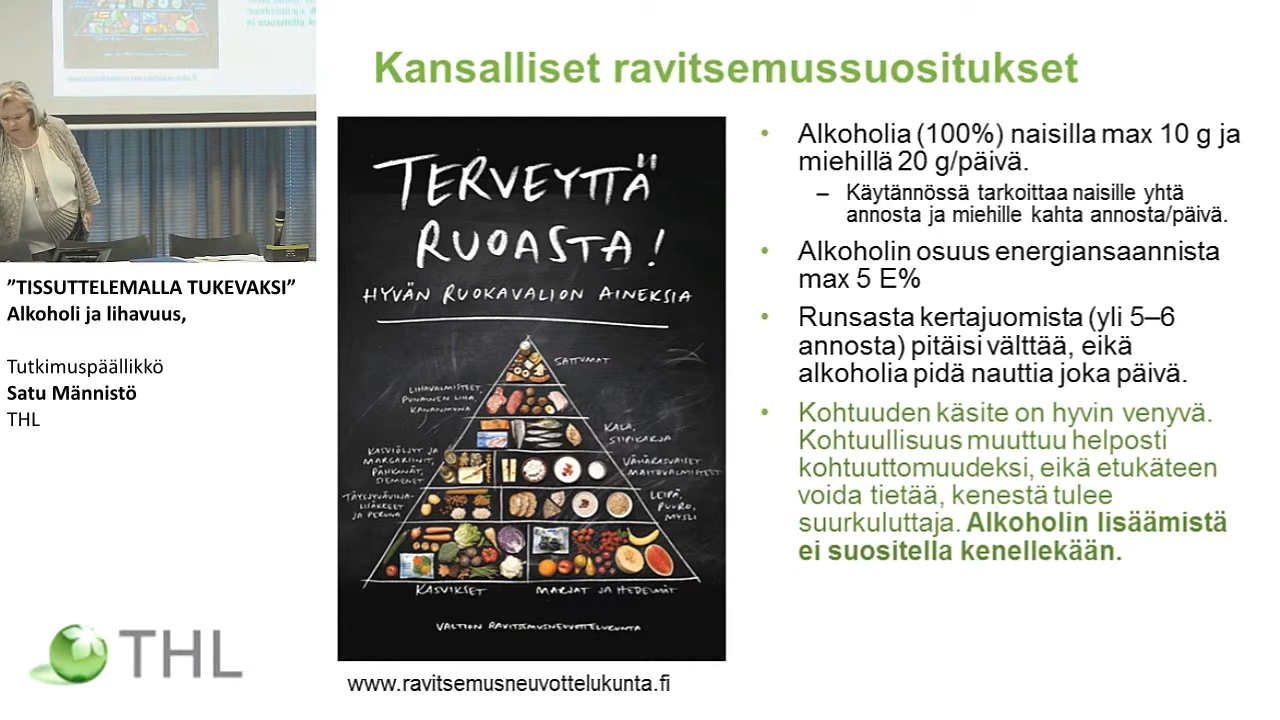 Kansalliset ravitsemussuositukset
TERVEYTTÄ
RUOASTA!
HYVÄN RUOKAVALION AINEKSIA
SATTUMAT
LIHAVALMISTEET,
PUNAINEN LIHA,
KANANMUNA
KALA,
SIIPIKARJA
KASVIÖLJYT JA
MARGARIINIT,
PÄHKINÄT,
SIEMENET
VÄHÄRASVAISET
MAITOVALMISTEET
TÄYSJYVÄVILJA-
LISÄKKEET
JA PERUNA
LEIPÄ,
PUURO,
MYSLI
KASVIKSET
MARJAT JA HEDELMÄT
VALTION RAVITSEMUSNEUVOTTELUKUNTA
www.ravitsemusneuvottelukunta.fi
• Alkoholia (100%) naisilla max 10 g ja
miehillä 20 g/päivä.
– Käytännössä tarkoittaa naisille yhtä
annosta ja miehille kahta annosta/päivä.
• Alkoholin osuus energiansaannista
max 5 E%
• Runsasta kertajuomista (yli 5–6
annosta) pitäisi välttää, eikä
alkoholia pidä nauttia joka päivä.
• Kohtuuden käsite on hyvin venyvä.
Kohtuullisuus muuttuu helposti
kohtuuttomuudeksi, eikä etukäteen
voida tietää, kenestä tulee
suurkuluttaja. Alkoholin lisäämistä
ei suositella kenellekään.
”TISSUTTELEMALLA TUKEVAKSI”
Alkoholi ja lihavuus,
Tutkimuspäällikkö
Satu Männistö
THL
THL